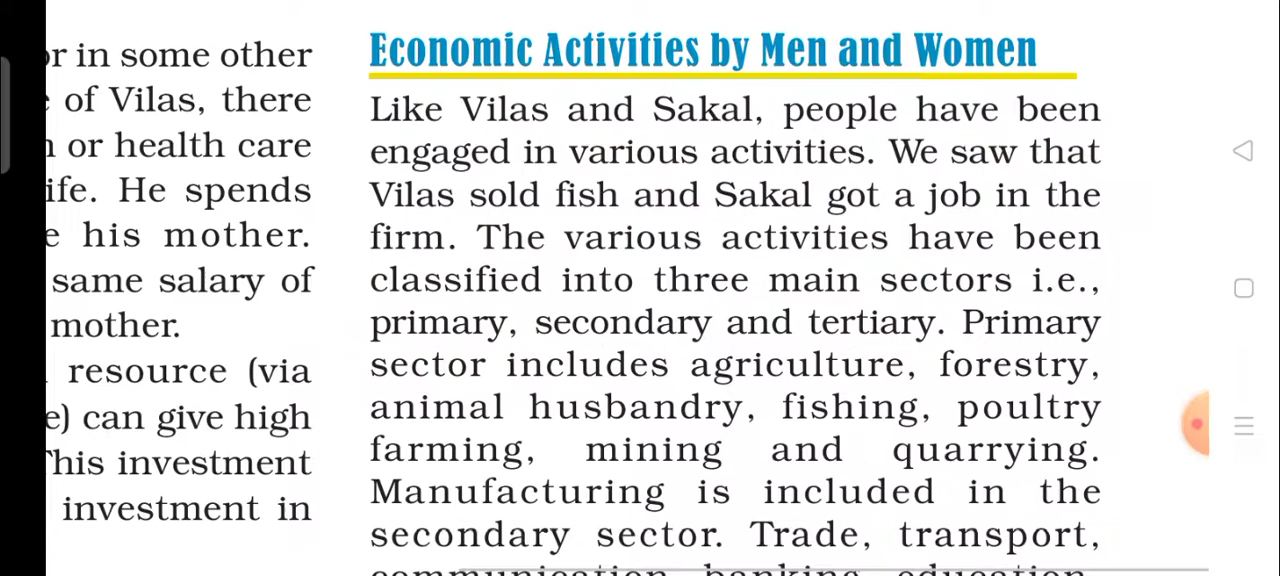 r in some other
of Vilas, there
or health care
ife. He spends
his mother.
same salary of
mother.
resource (via
can give high
This investment
investment in
Economic Activities by Men and Women
Like Vilas and Sakal, people have been
engaged in various activities. We saw that
Vilas sold fish and Sakal got a job in the
firm. The various activities have been
classified into three main sectors i.e.,
primary, secondary and tertiary. Primary
sector includes agriculture, forestry,
animal husbandry, fishing, poultry
farming, mining and quarrying.
Manufacturing is included in the
secondary sector. Trade, transport,
communication, banking, education,